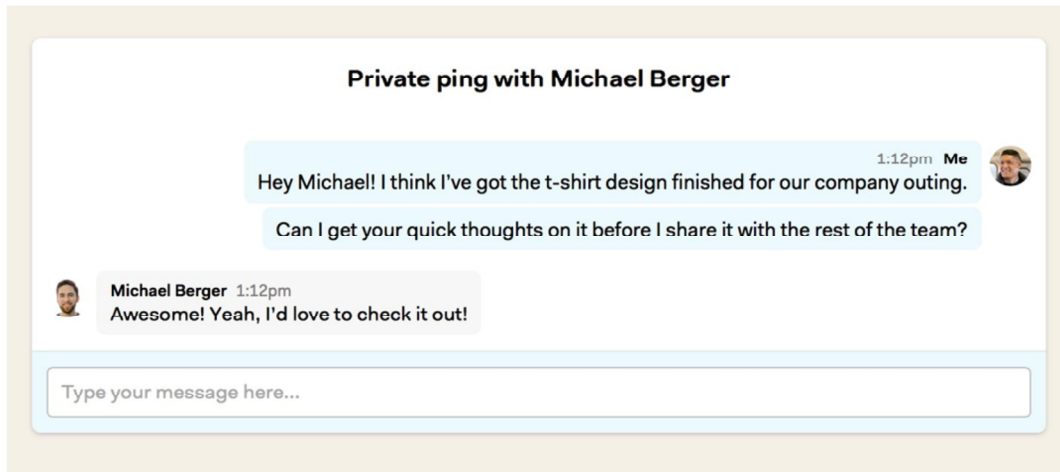 Private ping with Michael Berger
1:12pm Me
Hey Michael! I think I've got the t-shirt design finished for our company outing.
Can I get your quick thoughts on it before I share it with the rest of the team?
Michael Berger 1:12pm
Awesome! Yeah, I'd love to check it out!
Type your message here...